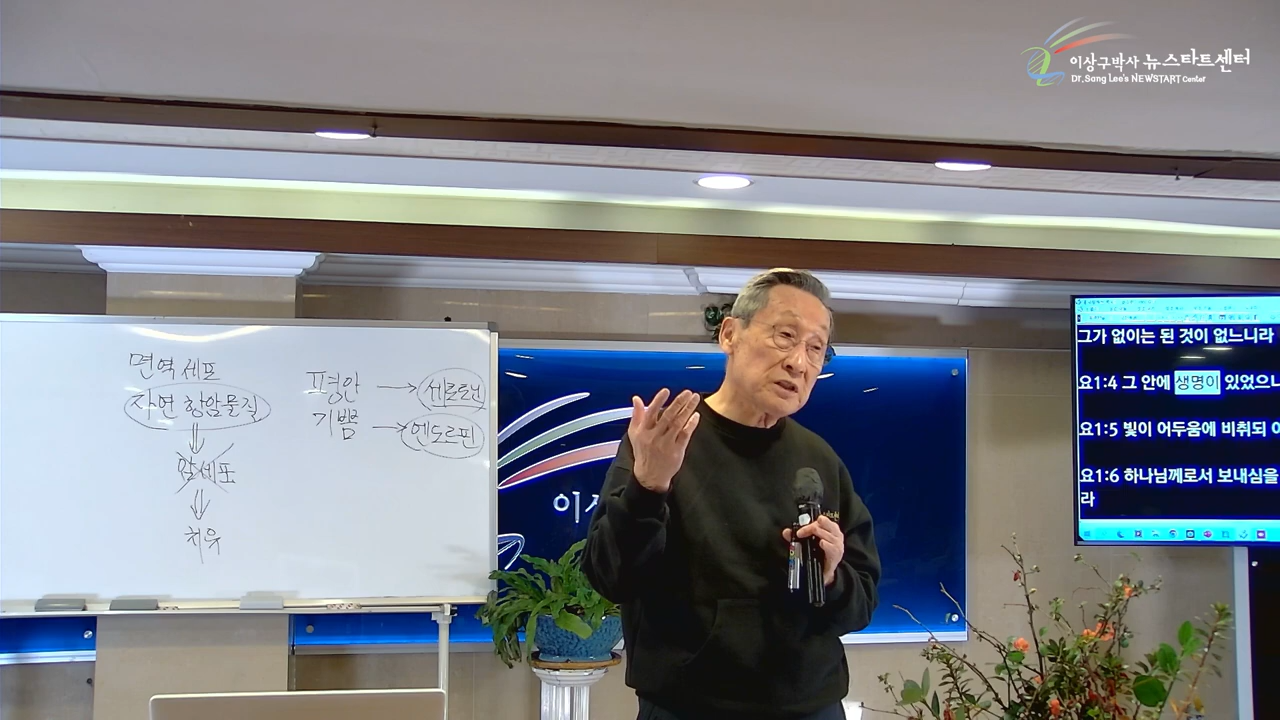 이상구박사 뉴스타트센터
Dr. Sang Lee's NEWSTART Center
면역세포
자연 항암물질
암세포
치유
평안 → 세로토닌
기쁨 → 엔도르핀
이상
그가 없이는 된 것이 없느니라
요1:4 그 안에 생명이 있었으니
요1:5 빛이 어두움에 비취되
요1:6 하나님께로서 보내심을
라